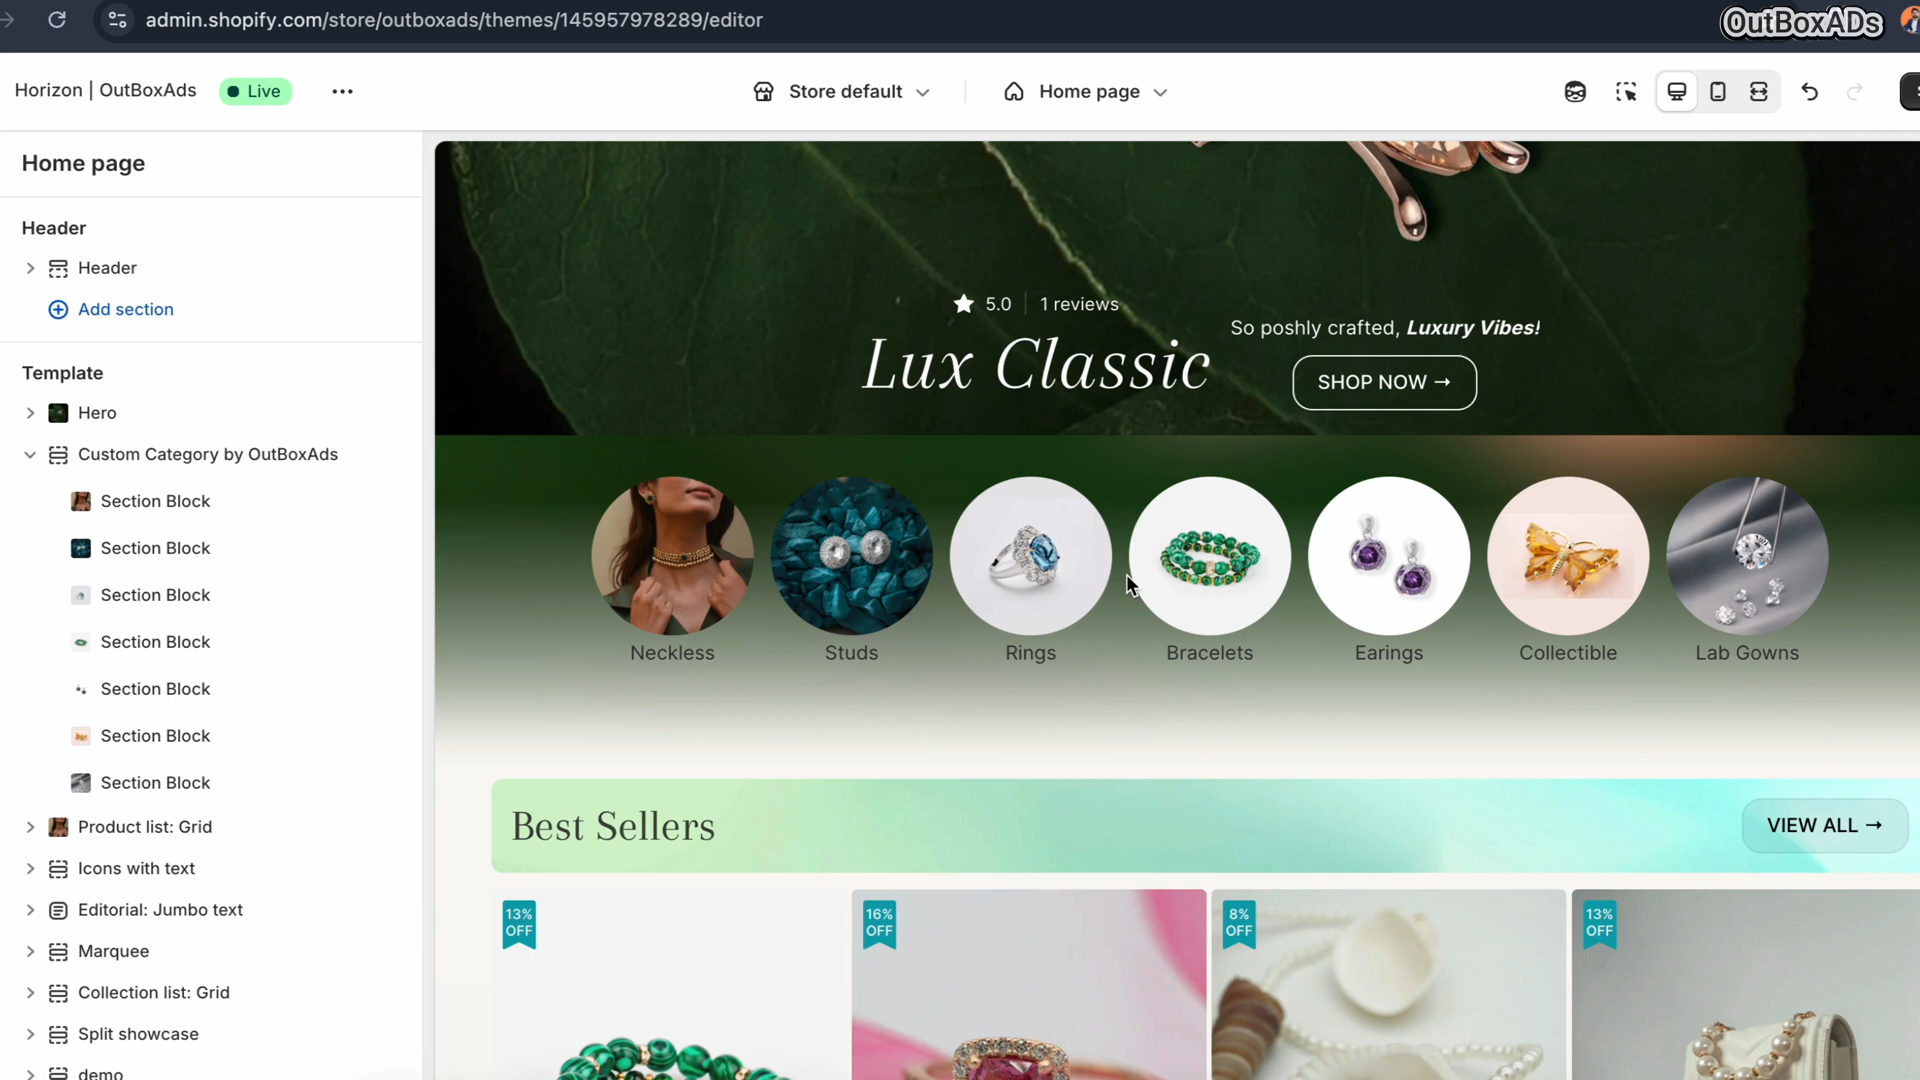 admin.shopify.com/store/outboxads/themes/145957978289/editor
OutBoxADs
Horizon | OutBoxAds
Live
Store default
Home page
Home page
Header
Header
Add section
Template
Hero
Custom Category by OutBoxAds
Section Block
Section Block
Section Block
Section Block
Section Block
Section Block
Section Block
Product list: Grid
Icons with text
Editorial: Jumbo text
Marquee
Collection list: Grid
Split showcase
demo
5.0
1 reviews
Lux Classic
So poshly crafted, Luxury Vibes!
SHOP NOW →
Neckless
Studs
Rings
Bracelets
Earings
Collectible
Lab Gowns
Best Sellers
VIEW ALL →
13%
OFF
16%
OFF
8%
OFF
13%
OFF